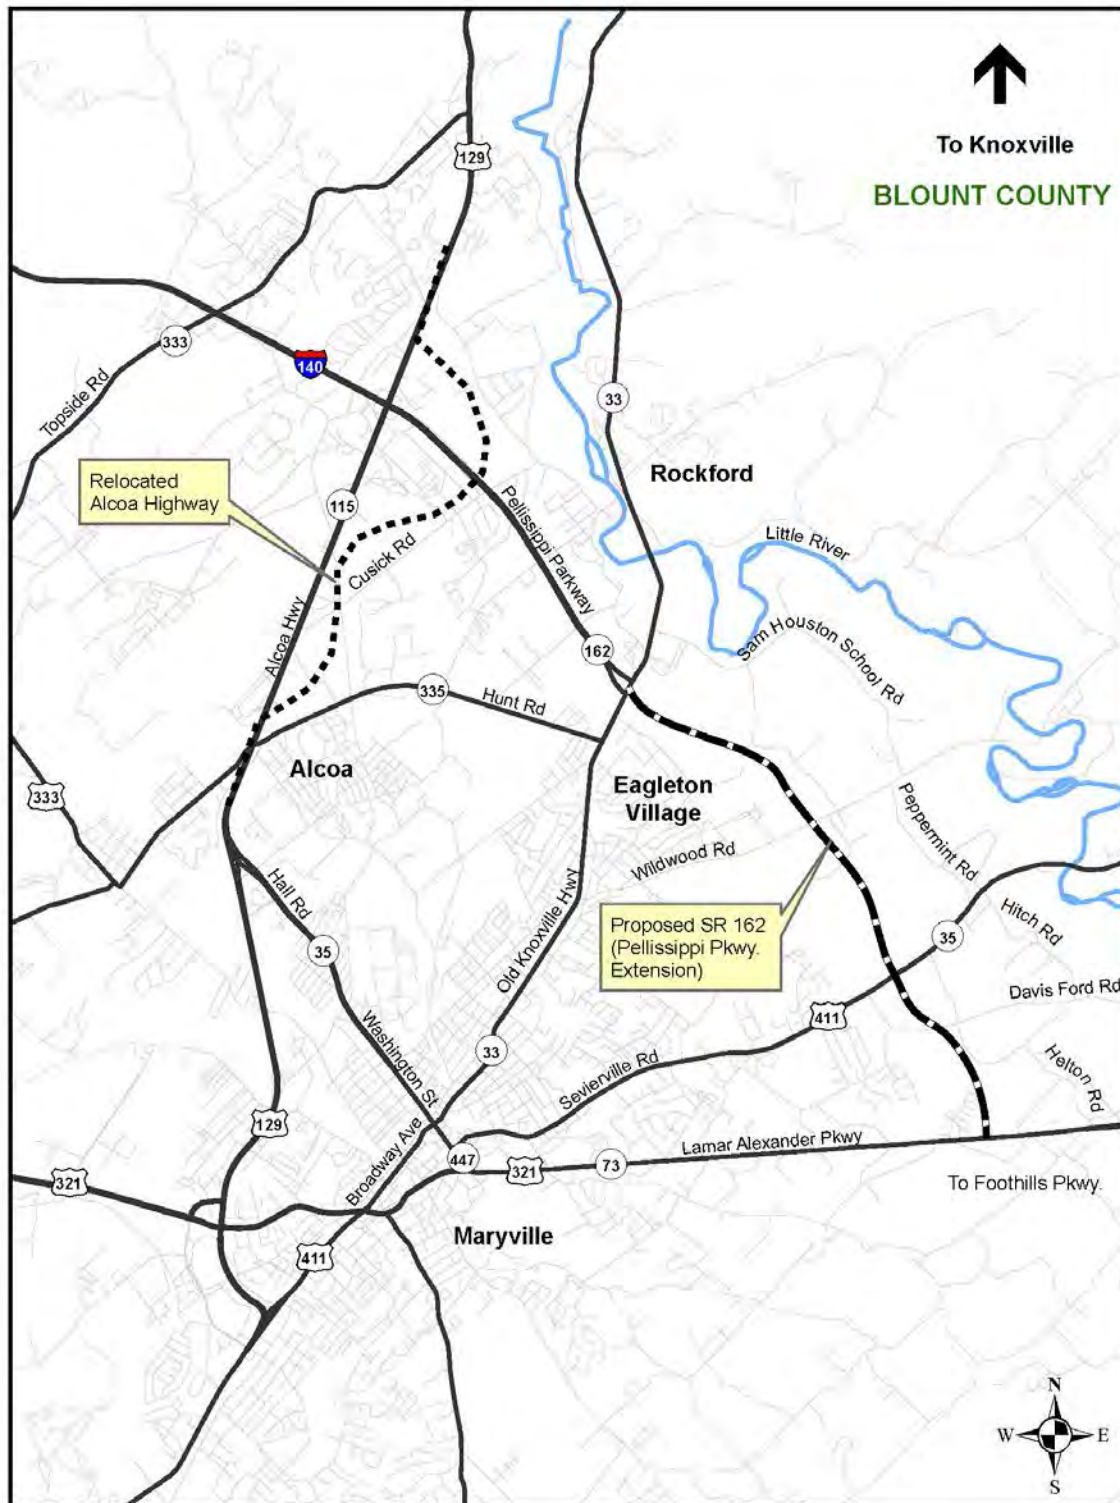 To Knoxville
BLOUNT COUNTY
129
333
140
Topside Rd
33
Rockford
Relocated
Alcoa Highway
115
Pellissippi Parkway
Little River
Cusick Rd
Alcoa Hwy
162
Sam Houston School Rd
335
Hunt Rd
Alcoa
333
Eagleton
Village
Peppermint Rd
Wildwood Rd
Hall Rd
Old Knoxville Hwy
Proposed SR 162
(Pellissippi Pkwy.
Extension)
35
35
Hitch Rd
Davis Ford Rd
411
Washington St
33
Sevierville Rd
Helton Rd
129
Broadway Ave
447
321
73
Lamar Alexander Pkwy
321
To Foothills Pkwy.
Maryville
411
N
W
E
S